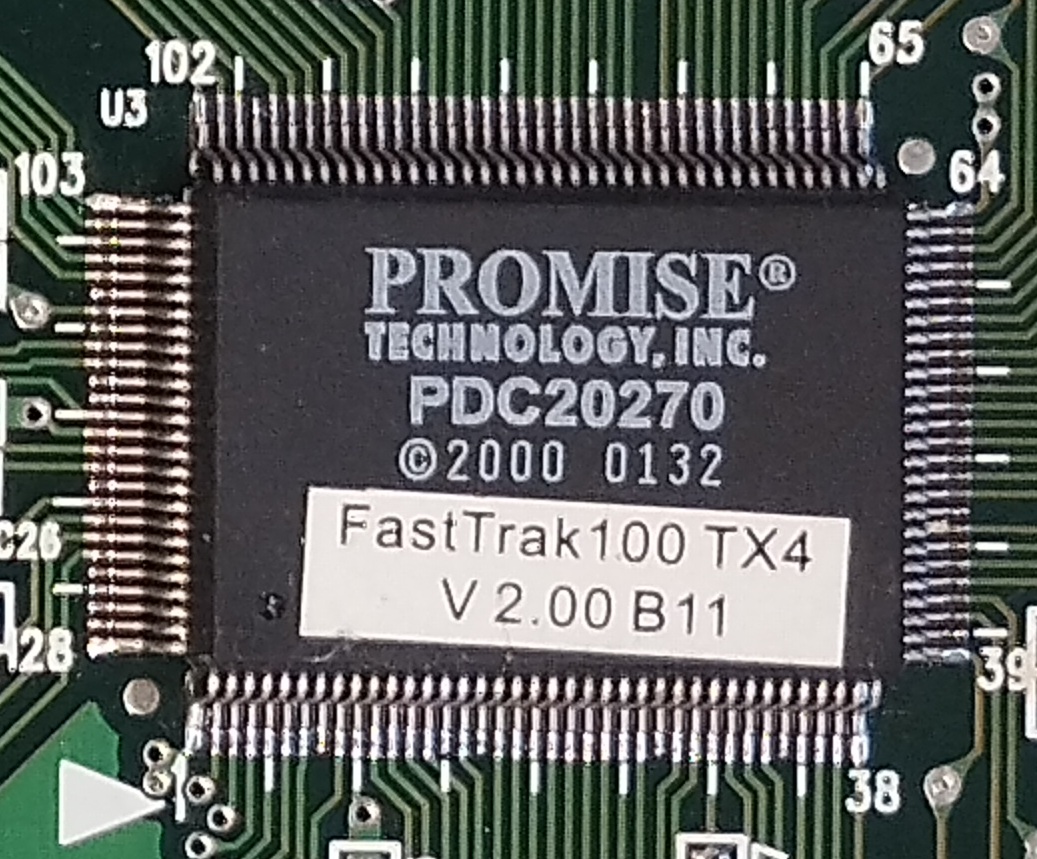 102
65
U3
103
64
PROMISE®
TECHNOLOGY, INC.
PDC20270
©2000 0132
FastTrak100 TX4
V 2.00 B11
C26
128
39
1
38